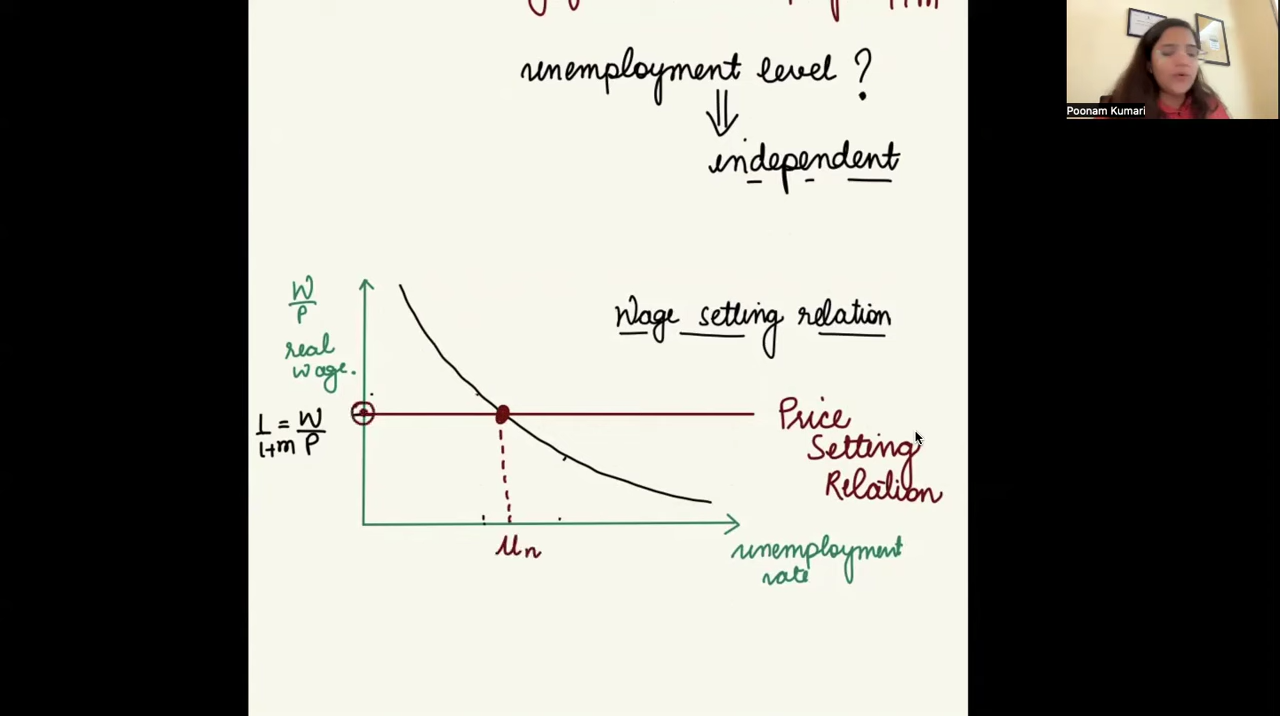 unemployment level ?
independent
W
P
real
wage.
Wage setting relation
1 = W
1+m P
Price
Setting
Relation
un
unemployment
rate
Poonam Kumari